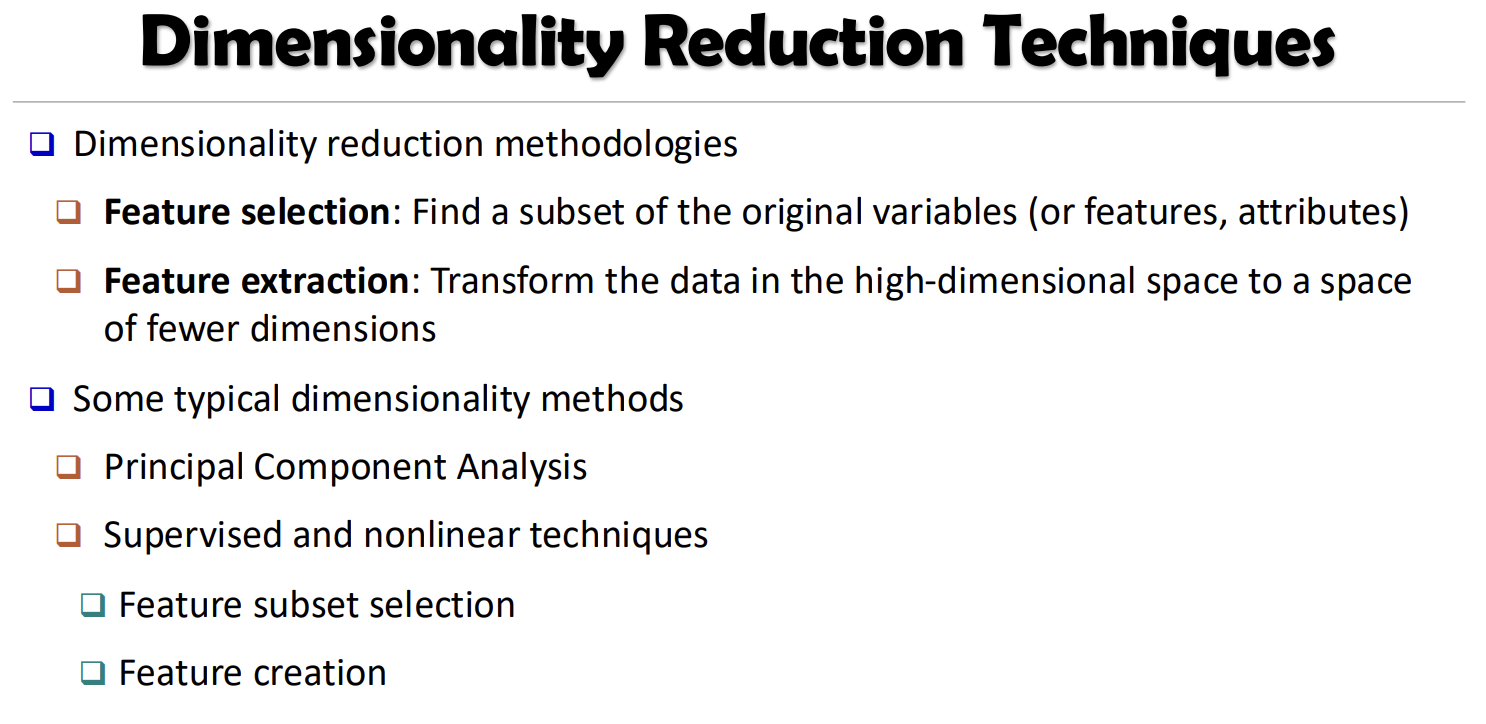 Dimensionality Reduction Techniques
Dimensionality reduction methodologies
Feature selection: Find a subset of the original variables (or features, attributes)
Feature extraction: Transform the data in the high-dimensional space to a space
of fewer dimensions
Some typical dimensionality methods
Principal Component Analysis
Supervised and nonlinear techniques
Feature subset selection
Feature creation